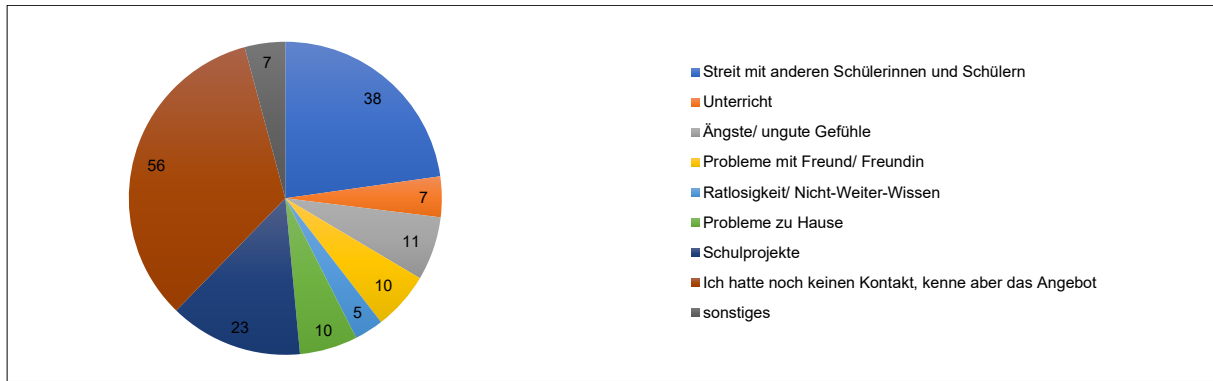 7
38
7
11
10
5
10
23
56
Streit mit anderen Schülerinnen und Schülern
Unterricht
Ängste/ ungute Gefühle
Probleme mit Freund/ Freundin
Ratlosigkeit/ Nicht-Weiter-Wissen
Probleme zu Hause
Schulprojekte
Ich hatte noch keinen Kontakt, kenne aber das Angebot
sonstiges